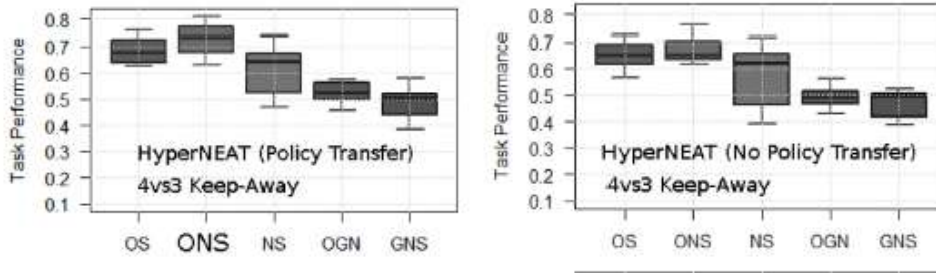 0.8
0.7
0.6
0.5
0.4
0.3
0.2
0.1
Task Performance
HyperNEAT (Policy Transfer)
4vs3 Keep-Away
OS ONS NS OGN GNS
0.8
0.7
0.6
0.5
0.4
0.3
0.2
0.1
Task Performance
HyperNEAT (No Policy Transfer)
4vs3 Keep-Away
OS ONS NS OGN GNS